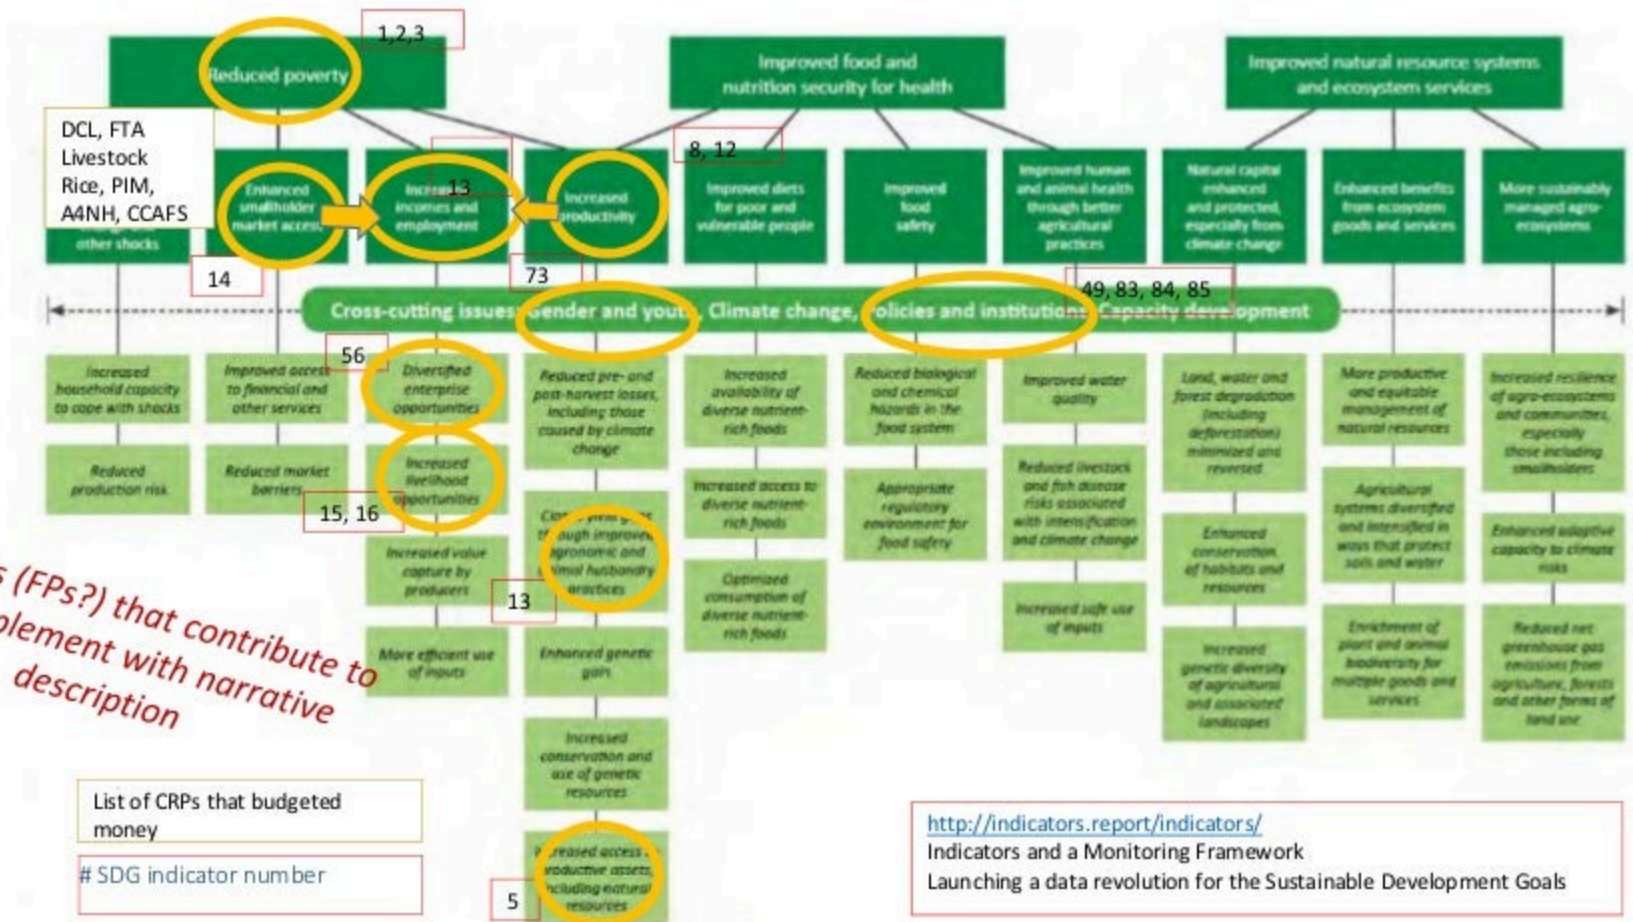 1,2,3
Reduced poverty
Improved food and
nutrition security for health
Improved natural resource systems
and ecosystem services
DCL, FTA
Livestock
Rice, PIM,
A4NH, CCAFS
other shocks
Enhanced
smallholder
market access
13
incomes and
employment
Increased
productivity
8, 12
Improved diets
for poor and
vulnerable people
Improved
food
safety
Improved human
and animal health
through better
agricultural
practices
Natural capital
enhanced
and protected,
especially from
climate change
Enhanced benefits
from ecosystem
goods and services
More sustainably
managed agro-
ecosystems
14
73
49, 83, 84, 85
Cross-cutting issues: Gender and youth, Climate change, Policies and institutions, Capacity development
56
Increased
household capacity
to cope with shocks
Reduced
production risk
Improved access
to financial and
other services
Reduced market
barriers
15, 16
Diversified
enterprise
opportunities
Increased
livelihood
opportunities
Increased value
capture by
producers
More efficient use
of inputs
Reduced pre- and
post-harvest losses,
including those
caused by climate
change
through improved
agronomic and
animal husbandry
practices
13
Enhanced genetic
gain
Increased
conservation and
use of genetic
resources
Increased access to
productive assets,
including natural
resources
5
Increased
availability of
diverse nutrient-
rich foods
Increased access to
diverse nutrient-
rich foods
Optimized
consumption of
diverse nutrient-
rich foods
Reduced biological
and chemical
hazards in the
food system
Appropriate
regulatory
environment for
food safety
Improved water
quality
Reduced livestock
and fish disease
risks associated
with intensification
and climate change
Increased safe use
of inputs
Land, water and
forest degradation
(including
deforestation)
minimized and
reversed
Enhanced
conservation
of habitats and
resources
Increased
genetic diversity
of agricultural
and associated
landscapes
More productive
and equitable
management of
natural resources
Agricultural
systems diversified
and intensified in
ways that protect
soils and water
Enrichment of
plant and animal
biodiversity for
multiple goods and
services
Increased resilience
of agro-ecosystems
and communities,
especially
those including
smallholders
Enhanced adaptive
capacity to climate
risks
Reduced net
greenhouse gas
emissions from
agriculture, forests
and other forms of
land use
s (FPs?) that contribute to
plement with narrative
description
List of CRPs that budgeted
money
# SDG indicator number
http://indicators.report/indicators/
Indicators and a Monitoring Framework
Launching a data revolution for the Sustainable Development Goals